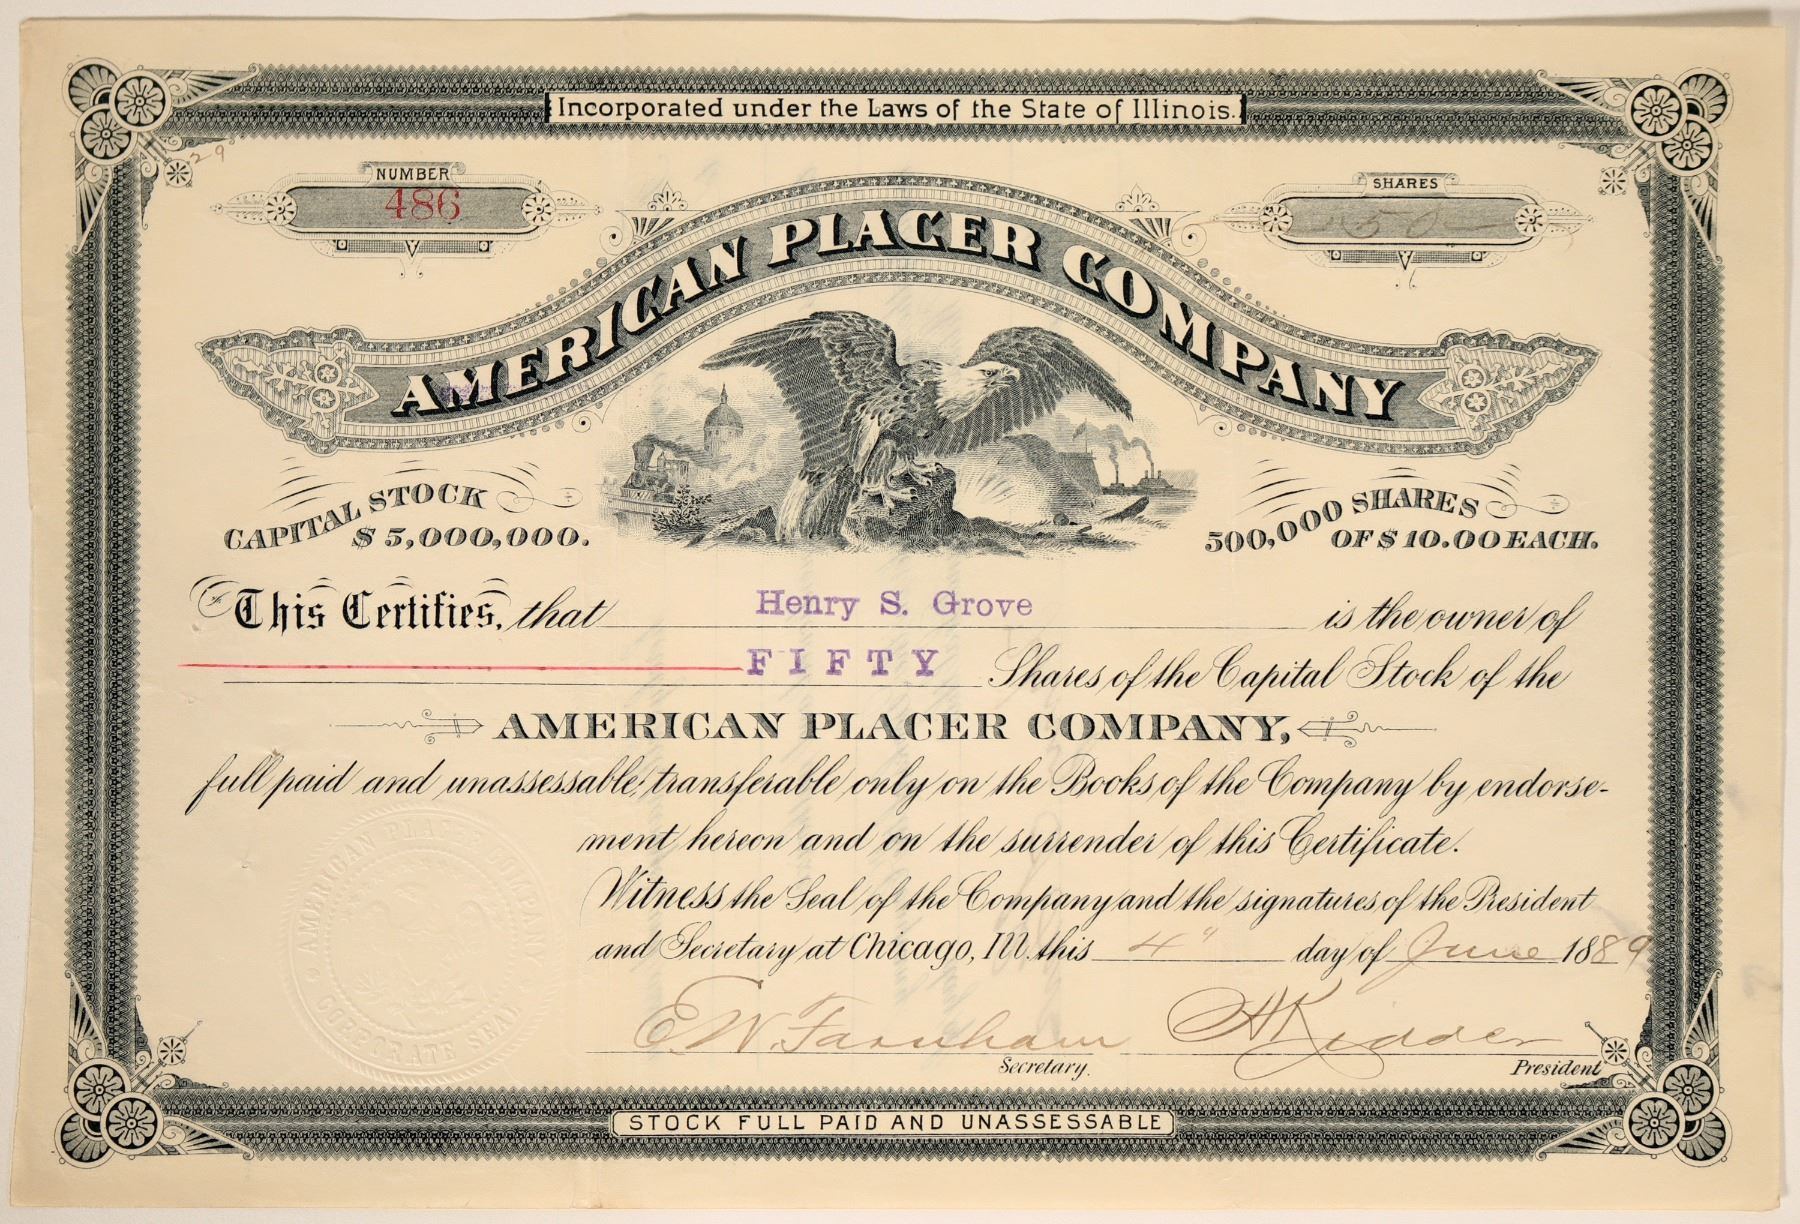 Incorporated under the Laws of the State of Illinois.
29
NUMBER
486
SHARES
50
AMERICAN PLACER COMPANY
CAPITAL STOCK
$5,000,000.
500,000 SHARES
OF $10.00 EACH.
This Certifies, that Henry S. Grove is the owner of
FIFTY Shares of the Capital Stock of the
AMERICAN PLACER COMPANY,
full paid and unassessable; transferable only on the Books of the Company by endorse-
ment hereon and on the surrender of this Certificate.
Witness the Seal of the Company and the signatures of the President
and Secretary at Chicago, Ill. this 4" day of June 1889
E. W. Farnham
Secretary.
H Kidder
President
AMERICAN PLACER COMPANY
CORPORATE SEAL
STOCK FULL PAID AND UNASSESSABLE